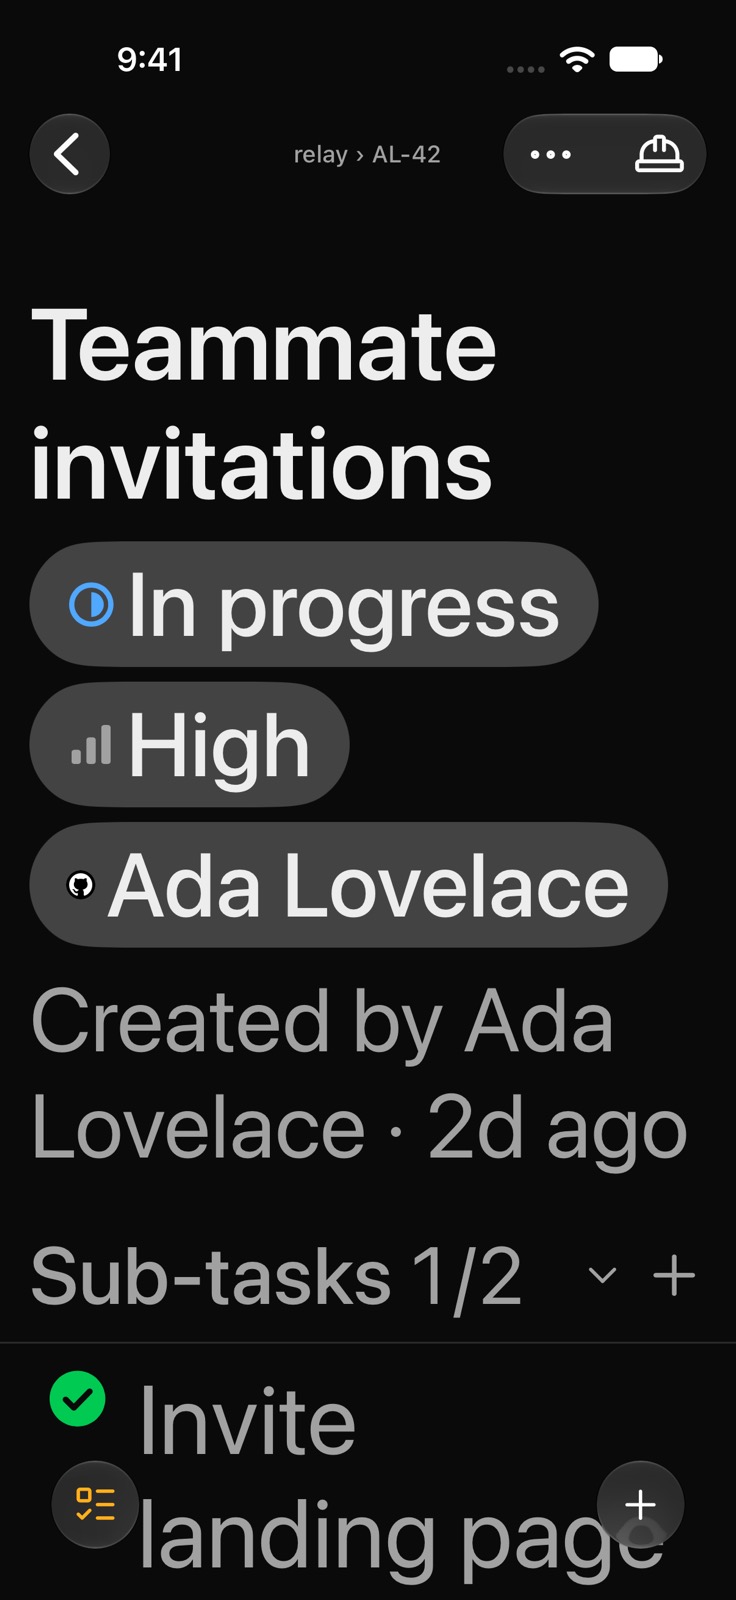 9:41
relay › AL-42
Teammate
invitations
In progress
High
Ada Lovelace
Created by Ada
Lovelace · 2d ago
Sub-tasks 1/2
Invite
landing page